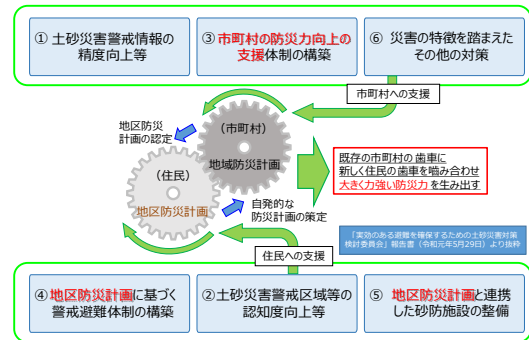 ① 土砂災害警戒情報の
精度向上等
③ 市町村の防災力向上の
支援体制の構築
⑥ 災害の特徴を踏まえた
その他の対策
市町村への支援
地区防災
計画の認定
（市町村）
地域防災計画
（住民）
地区防災計画
自発的な
防災計画の策定
既存の市町村の歯車に
新しく住民の歯車を噛み合わせ
大きく力強い防災力を生み出す
「実効のある避難を確保するための土砂災害対策
検討委員会」報告書（令和元年5月29日）より抜粋
住民への支援
④ 地区防災計画に基づく
警戒避難体制の構築
② 土砂災害警戒区域等の
認知度向上等
⑤ 地区防災計画と連携
した砂防施設の整備